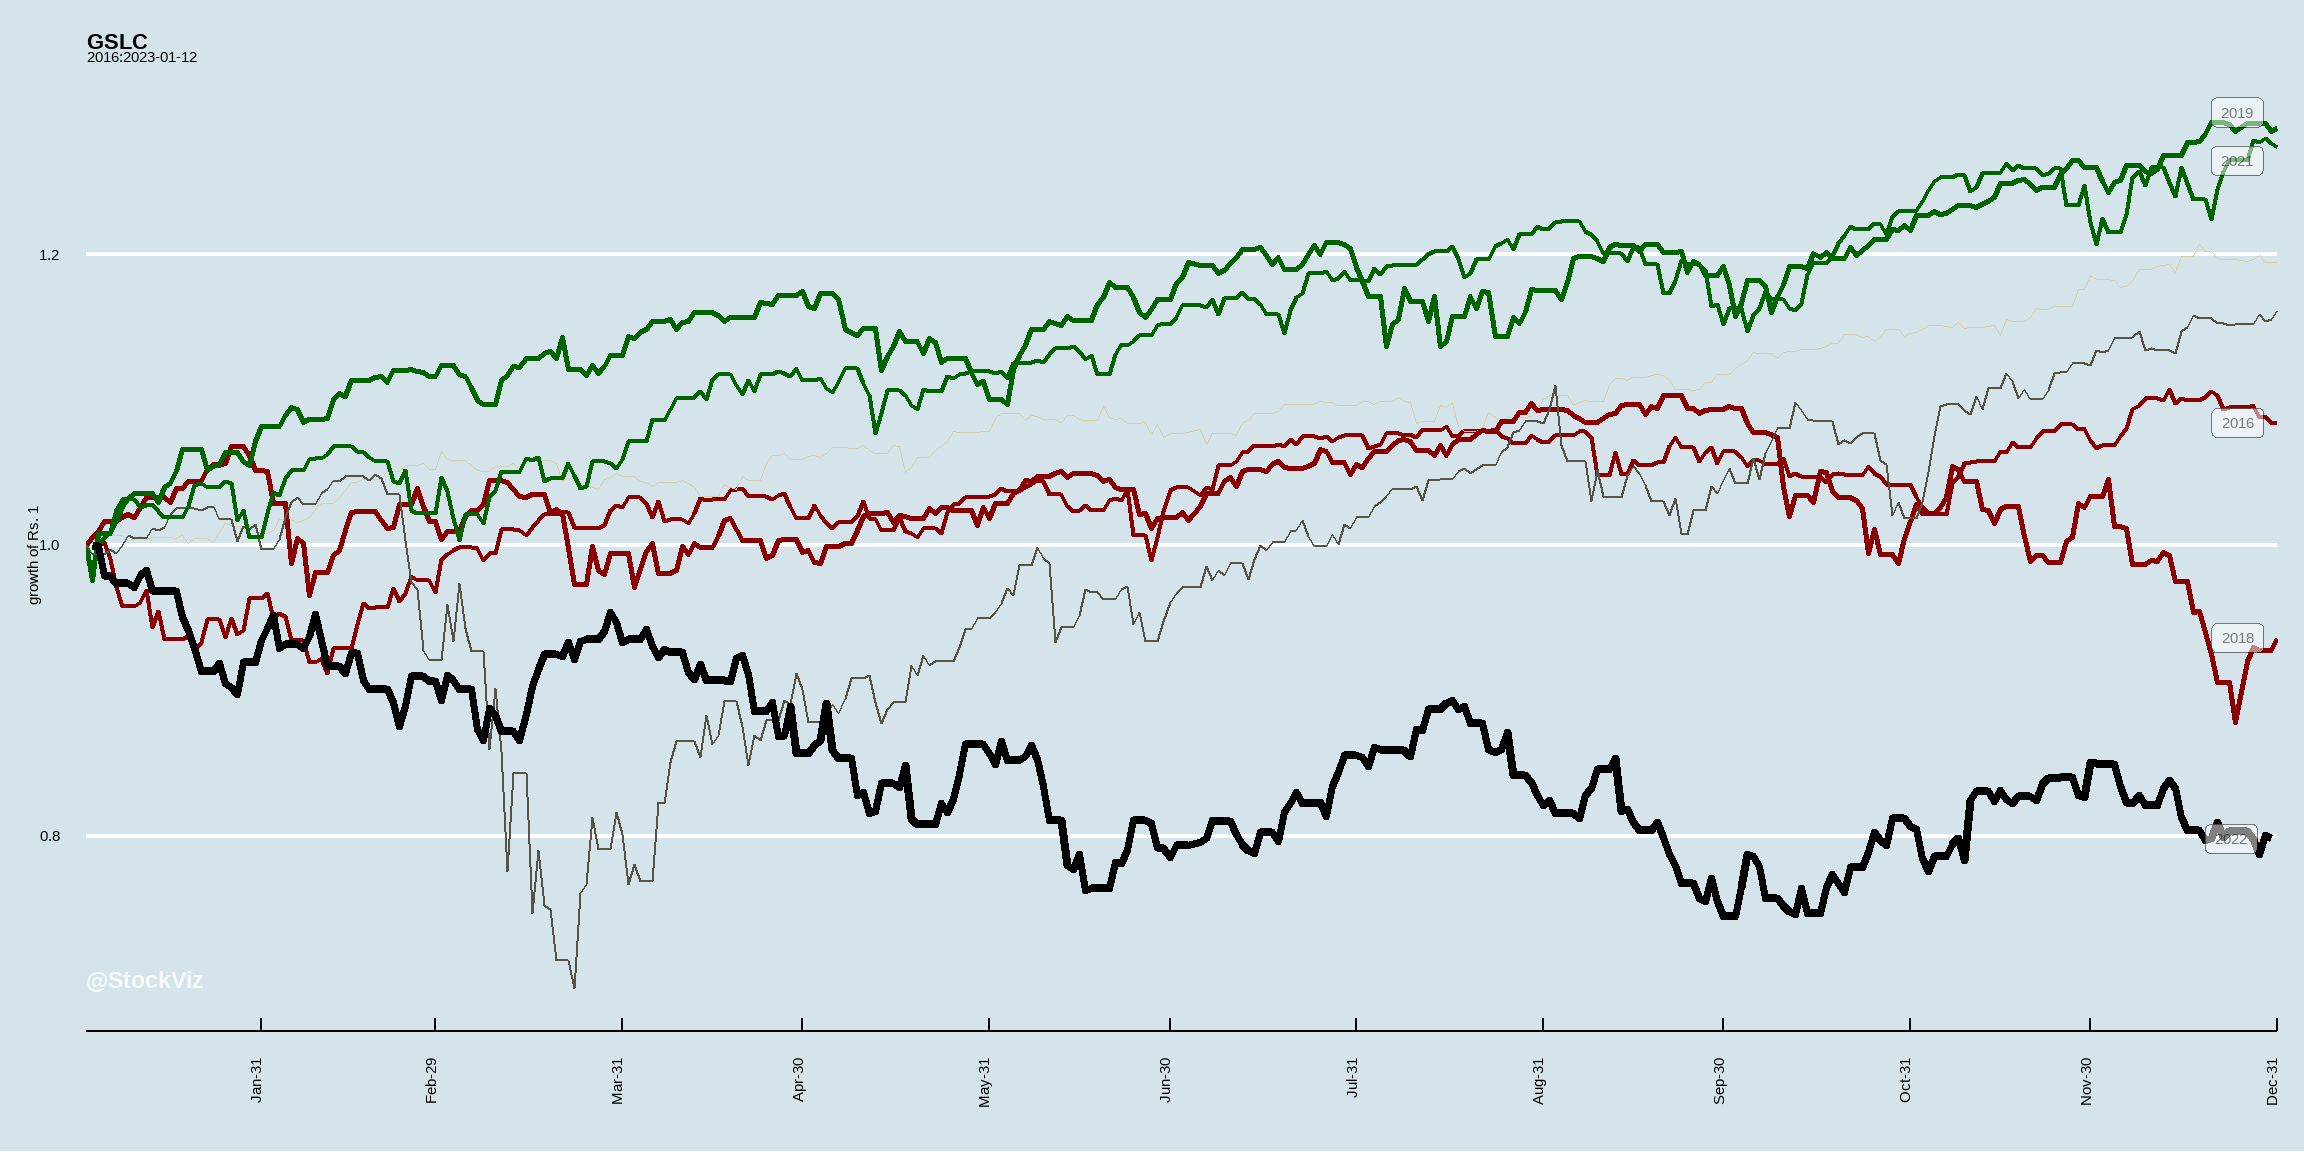 GSLC
2016:2023-01-12
2019
2021
1.2
2016
growth of Rs. 1
1.0
2018
0.8
2022
@StockViz
Jan-31
Feb-29
Mar-31
Apr-30
May-31
Jun-30
Jul-31
Aug-31
Sep-30
Oct-31
Nov-30
Dec-31